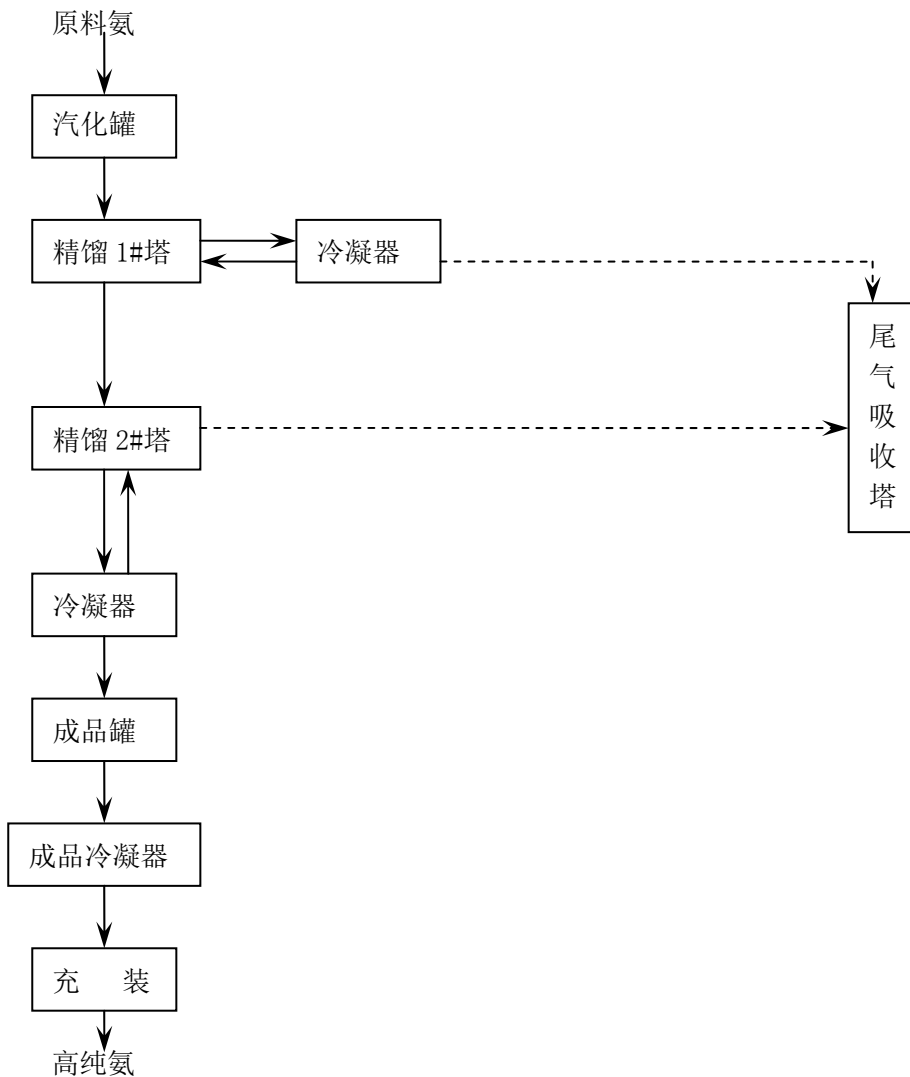 原料氨
汽化罐
精馏 1#塔
冷凝器
尾气吸收塔
精馏 2#塔
冷凝器
成品罐
成品冷凝器
充 装
高纯氨